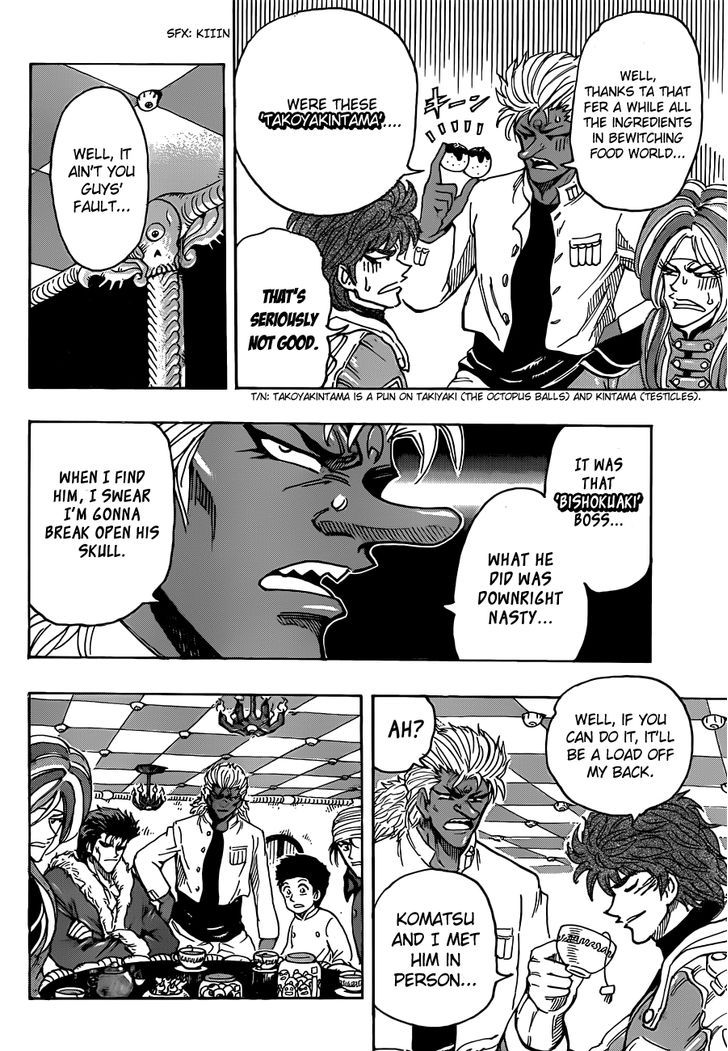 SFX: KIIIN
WELL,
THANKS TA THAT
FER A WHILE ALL
THE INGREDIENTS
IN BEWITCHING
FOOD WORLD...
WERE THESE
'TAKOYAKINTAMA'....
キーン
THAT'S
SERIOUSLY
NOT GOOD.
WELL, IT
AIN'T YOU
GUYS'
FAULT...
T/N: TAKOYAKINTAMA IS A PUN ON TAKIYAKI (THE OCTOPUS BALLS) AND KINTAMA (TESTICLES).
IT WAS
THAT
'BISHOKUAKI'
BOSS...
WHAT HE
DID WAS
DOWNRIGHT
NASTY...
WHEN I FIND
HIM, I SWEAR
I'M GONNA
BREAK OPEN HIS
SKULL.
WELL, IF YOU
CAN DO IT, IT'LL
BE A LOAD OFF
MY BACK.
AH?
KOMATSU
AND I MET
HIM IN
PERSON...